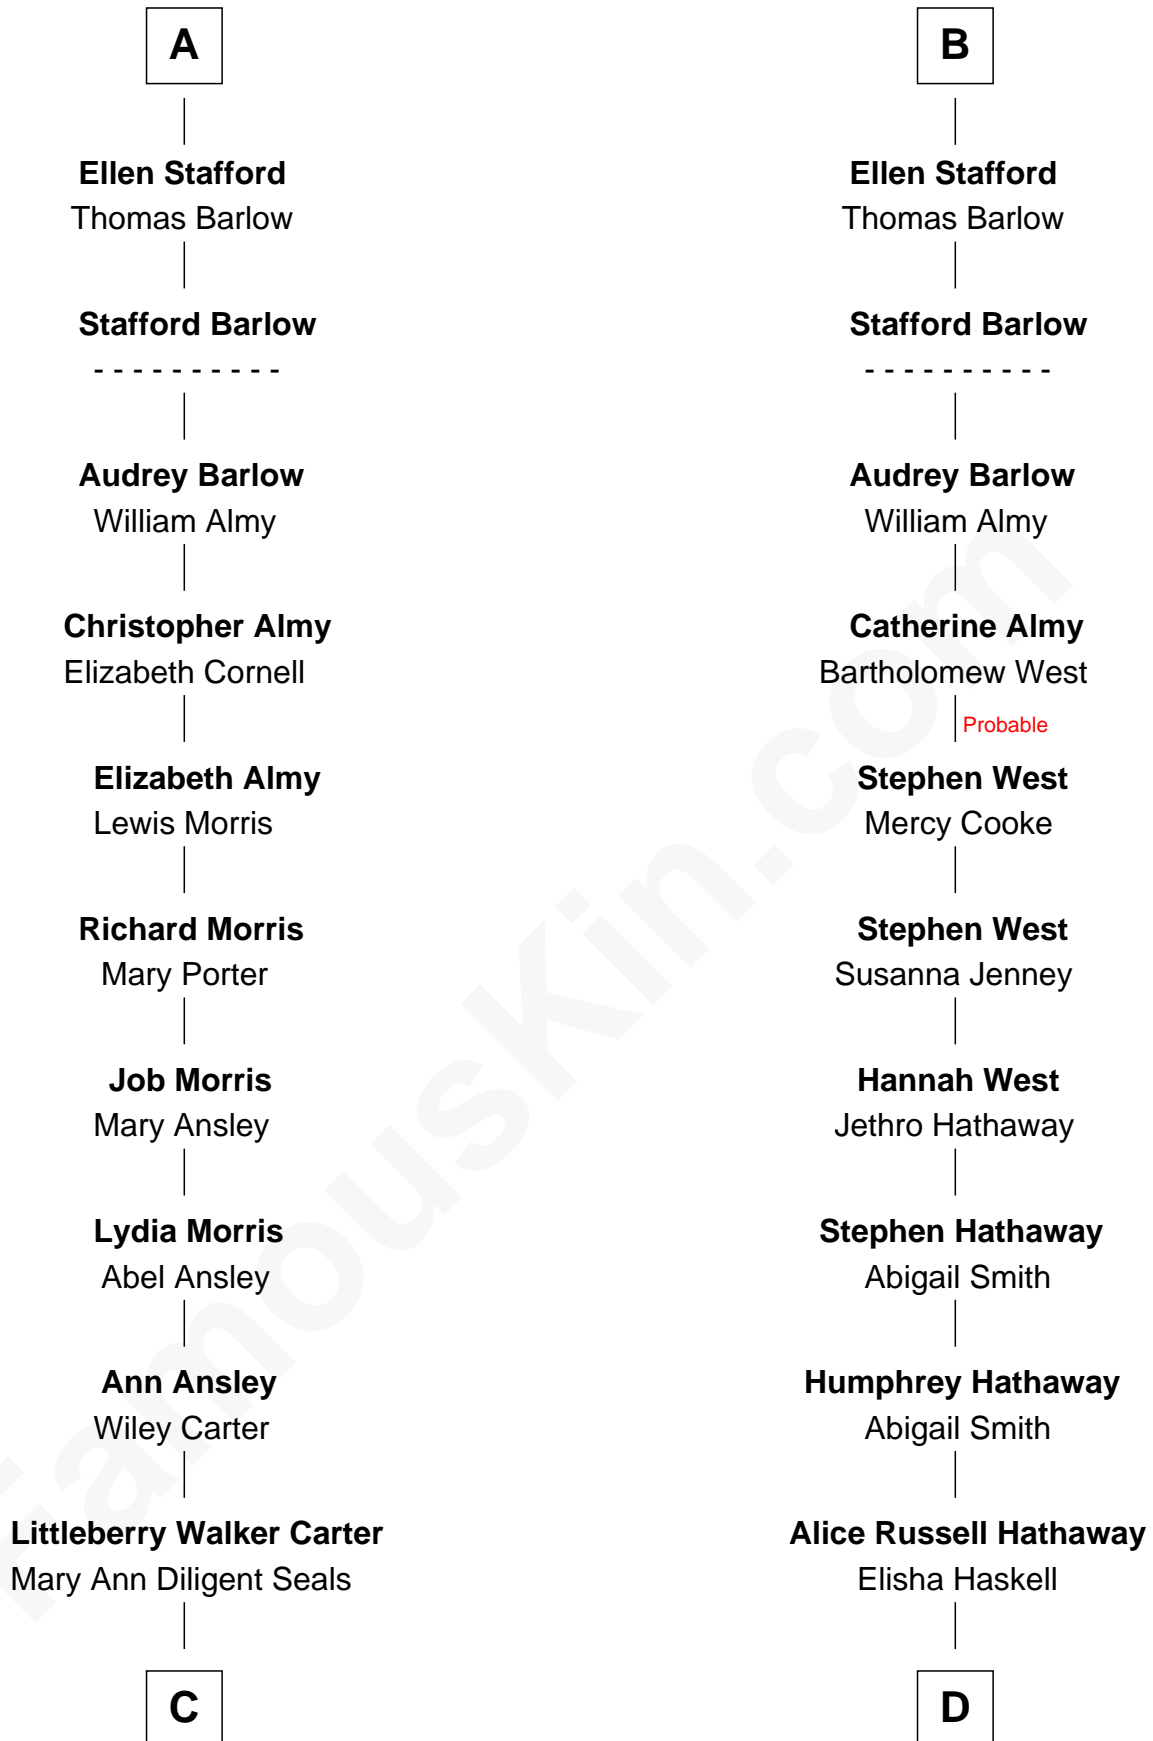 A
B
Ellen Stafford
Thomas Barlow
Ellen Stafford
Thomas Barlow
Stafford Barlow
- - - - - - - - - -
Stafford Barlow
- - - - - - - - - -
Audrey Barlow
William Almy
Audrey Barlow
William Almy
Christopher Almy
Elizabeth Cornell
Catherine Almy
Bartholomew West
Probable
Elizabeth Almy
Lewis Morris
Stephen West
Mercy Cooke
Richard Morris
Mary Porter
Stephen West
Susanna Jenney
Job Morris
Mary Ansley
Hannah West
Jethro Hathaway
Lydia Morris
Abel Ansley
Stephen Hathaway
Abigail Smith
Ann Ansley
Wiley Carter
Humphrey Hathaway
Abigail Smith
Littleberry Walker Carter
Mary Ann Diligent Seals
Alice Russell Hathaway
Elisha Haskell
C
D
FamousKin.com